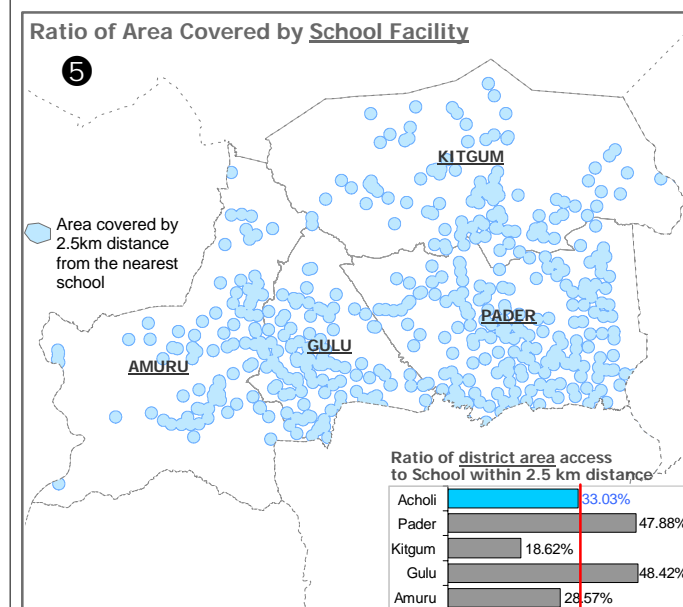 Ratio of Area Covered by School Facility
5
KITGUM
Area covered by
2.5km distance
from the nearest
school
PADER
GULU
AMURU
Ratio of district area access
to School within 2.5 km distance
Acholi 33.03%
Pader 47.88%
Kitgum 18.62%
Gulu 48.42%
Amuru 28.57%